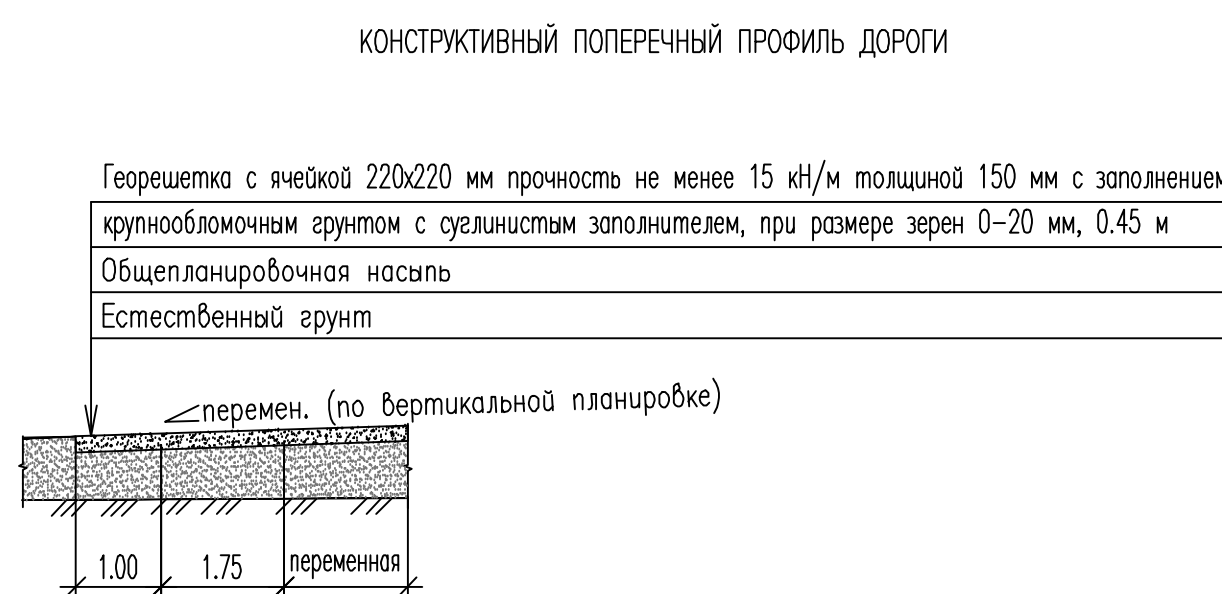 КОНСТРУКТИВНЫЙ ПОПЕРЕЧНЫЙ ПРОФИЛЬ ДОРОГИ
Георешетка с ячейкой 220х220 мм прочность не менее 15 кН/м толщиной 150 мм с заполнением
крупнообломочным грунтом с суглинистым заполнителем, при размере зерен 0-20 мм, 0.45 м
Общепланировочная насыпь
Естественный грунт
перемен. (по вертикальной планировке)
1.00 1.75 переменная